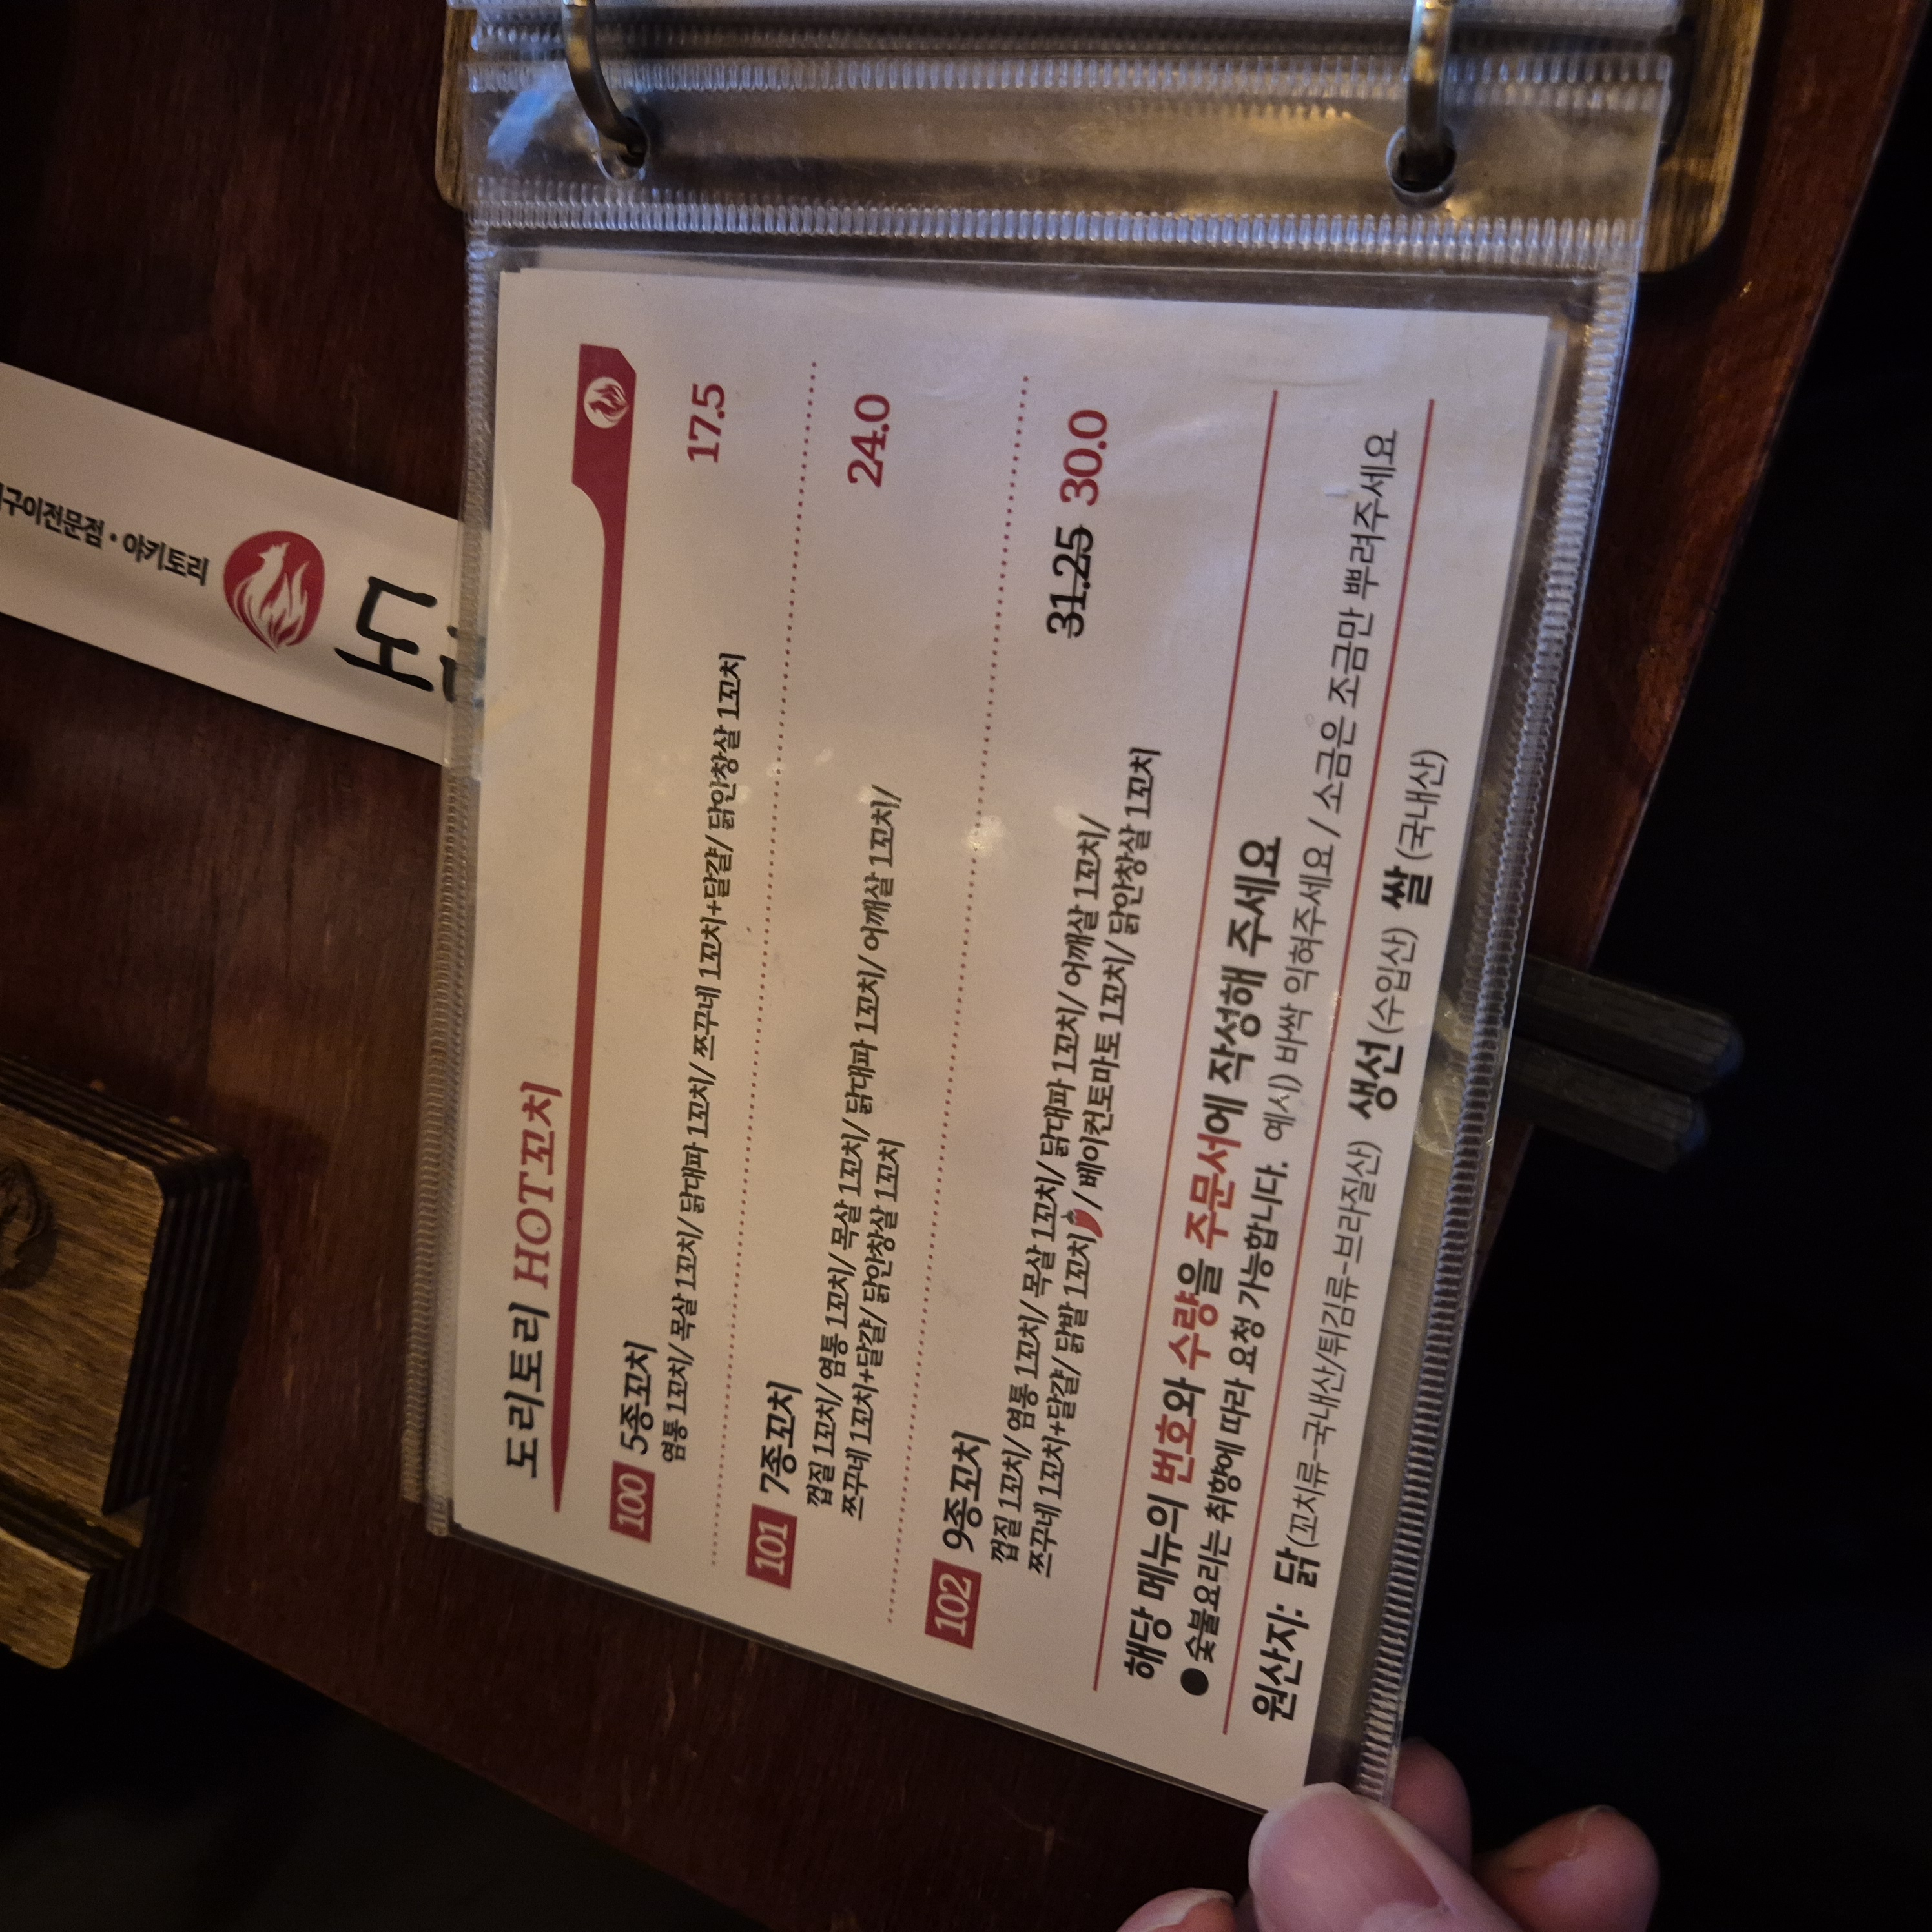 도리토리 HOT꼬치
100 5종꼬치 17.5
염통 1꼬치/ 목살 1꼬치/ 닭대파 1꼬치/ 쯔꾸네 1꼬치+달걀/ 닭안창살 1꼬치
101 7종꼬치 24.0
껍질 1꼬치/ 염통 1꼬치/ 목살 1꼬치/ 닭대파 1꼬치/ 어깨살 1꼬치/
쯔꾸네 1꼬치+달걀/ 닭안창살 1꼬치
102 9종꼬치 31.25 30.0
껍질 1꼬치/ 염통 1꼬치/ 목살 1꼬치/ 닭대파 1꼬치/ 어깨살 1꼬치/
쯔꾸네 1꼬치+달걀/ 닭발 1꼬치/ 베이컨토마토 1꼬치/ 닭안창살 1꼬치
해당 메뉴의 번호와 수량을 주문서에 작성해 주세요
● 숯불요리는 취향에 따라 요청 가능합니다. 예시) 바싹 익혀주세요 / 소금은 조금만 뿌려주세요
원산지: 닭(꼬치류-국내산/튀김류-브라질산) 생선(수입산) 쌀(국내산)
구이전문점 · 야키토리